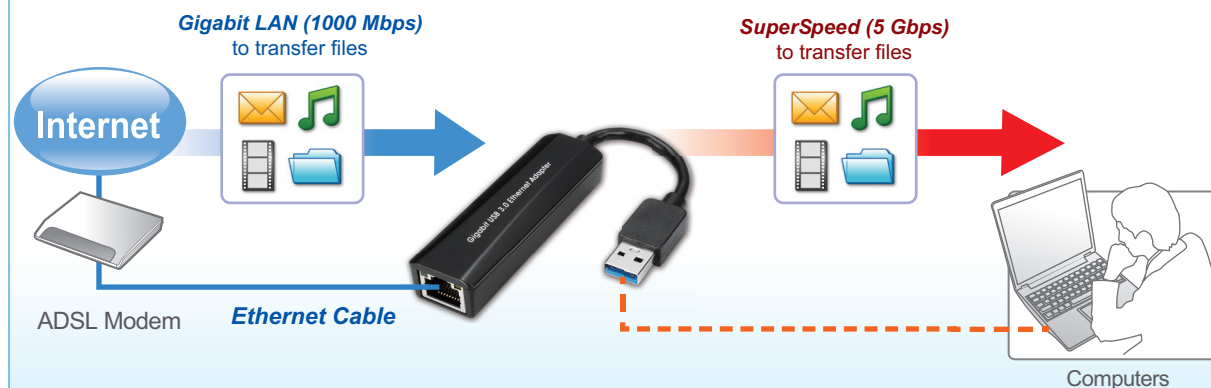 Gigabit LAN (1000 Mbps)
to transfer files
SuperSpeed (5 Gbps)
to transfer files
Internet
Gigabit USB 3.0 Ethernet Adapter
ADSL Modem
Ethernet Cable
Computers